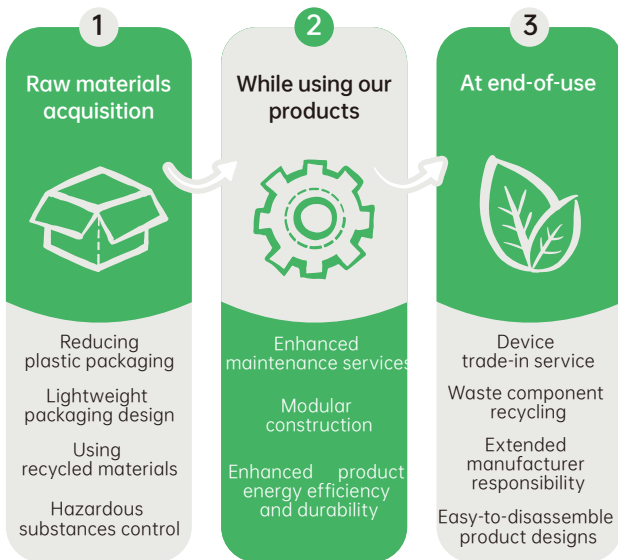 1
Raw materials
acquisition
Reducing
plastic packaging
Lightweight
packaging design
Using
recycled materials
Hazardous
substances control
2
While using our
products
Enhanced
maintenance services
Modular
construction
Enhanced product
energy efficiency
and durability
3
At end-of-use
Device
trade-in service
Waste component
recycling
Extended
manufacturer
responsibility
Easy-to-disassemble
product designs